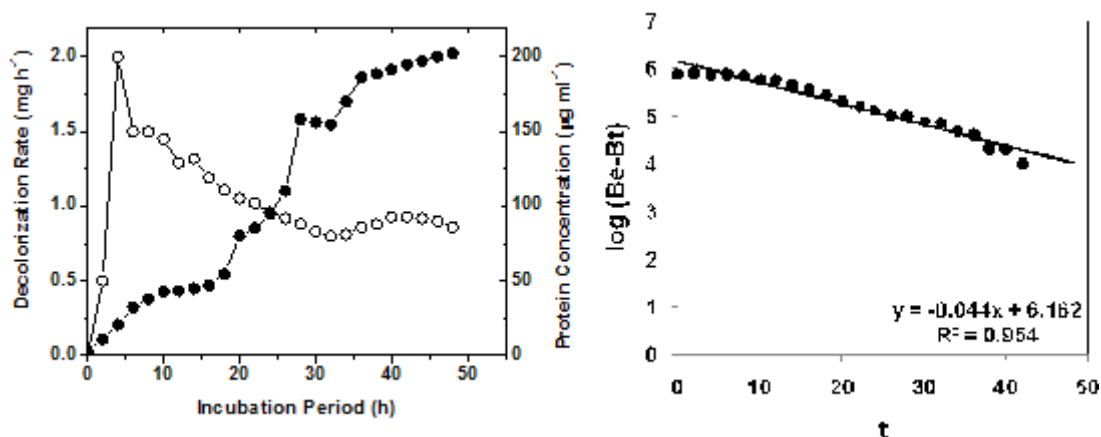 2.0
1.5
1.0
0.5
0.0
Decolorization Rate (mg h⁻¹)
200
150
100
50
0
Protein Concentration (µg ml⁻¹)
0 10 20 30 40 50
Incubation Period (h)
7
6
5
4
3
2
1
0
log (Be-Bt)
y = -0.044x + 6.162
R² = 0.954
0 10 20 30 40 50
t